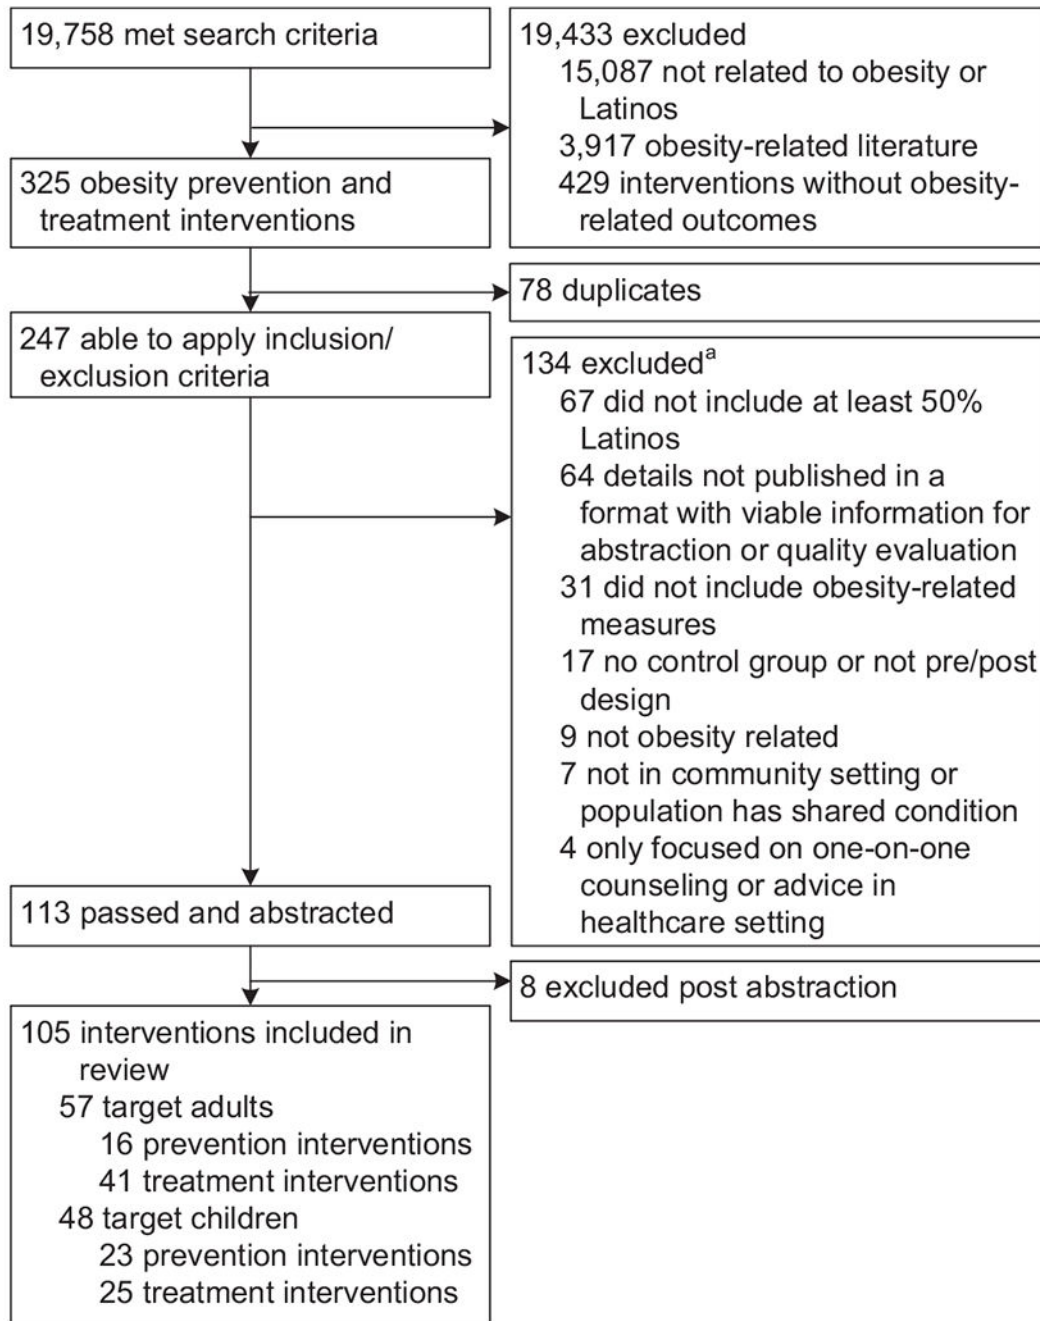 19,758 met search criteria
19,433 excluded
15,087 not related to obesity or
Latinos
3,917 obesity-related literature
429 interventions without obesity-
related outcomes
325 obesity prevention and
treatment interventions
78 duplicates
247 able to apply inclusion/
exclusion criteria
134 excludedᵃ
67 did not include at least 50%
Latinos
64 details not published in a
format with viable information for
abstraction or quality evaluation
31 did not include obesity-related
measures
17 no control group or not pre/post
design
9 not obesity related
7 not in community setting or
population has shared condition
4 only focused on one-on-one
counseling or advice in
healthcare setting
113 passed and abstracted
8 excluded post abstraction
105 interventions included in
review
57 target adults
16 prevention interventions
41 treatment interventions
48 target children
23 prevention interventions
25 treatment interventions